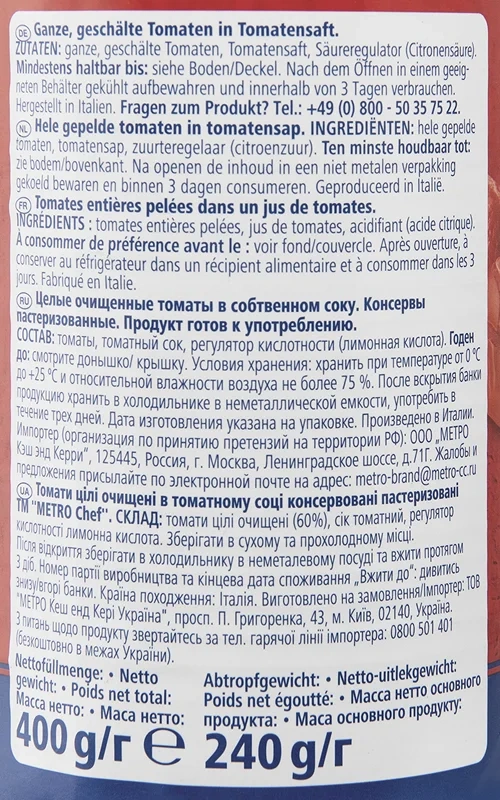 DE Ganze, geschälte Tomaten in Tomatensaft.
ZUTATEN: ganze, geschälte Tomaten, Tomatensaft, Säureregulator (Citronensäure).
Mindestens haltbar bis: siehe Boden/Deckel. Nach dem Öffnen in einem geeig-
neten Behälter gekühlt aufbewahren und innerhalb von 3 Tagen verbrauchen.
Hergestellt in Italien. Fragen zum Produkt? Tel.: +49 (0) 800 - 50 35 75 22.
NL Hele gepelde tomaten in tomatensap. INGREDIËNTEN: hele gepelde
tomaten, tomatensap, zuurteregelaar (citroenzuur). Ten minste houdbaar tot:
zie bodem/bovenkant. Na openen de inhoud in een niet metalen verpakking
gekoeld bewaren en binnen 3 dagen consumeren. Geproduceerd in Italië.
FR Tomates entières pelées dans un jus de tomates.
INGRÉDIENTS : tomates entières pelées, jus de tomates, acidifiant (acide citrique).
À consommer de préférence avant le : voir fond/couvercle. Après ouverture, à
conserver au réfrigérateur dans un récipient alimentaire et à consommer dans les 3
jours. Fabriqué en Italie.
RU Целые очищенные томаты в собтвенном соку. Консервы
пастеризованные. Продукт готов к употреблению.
СОСТАВ: томаты, томатный сок, регулятор кислотности (лимонная кислота). Годен
до: смотрите донышко/ крышку. Условия хранения: хранить при температуре от 0 °C
до +25 °C и относительной влажности воздуха не более 75 %. После вскрытия банки
продукцию хранить в холодильнике в неметаллической емкости, употребить в
течение трех дней. Дата изготовления указана на упаковке. Произведено в Италии.
Импортер (организация по принятию претензий на территории РФ): ООО „МЕТРО
Кэш энд Керри“, 125445, Россия, г. Москва, Ленинградское шоссе, д.71Г. Жалобы и
предложения присылайте по электронной почте на адрес: metro-brand@metro-cc.ru
UA Томати цілі очищені в томатному соці консервовані пастеризовані
ТМ "METRO Chef". СКЛАД: томати цілі очищені (60%), сік томатний, регулятор
кислотності лимонна кислота. Зберігати в сухому та прохолодному місці.
Після відкриття зберігати в холодильнику в неметалевому посуді та вжити протягом
3 діб. Номер партії виробництва та кінцева дата споживання „Вжити до“: дивитись
знизу/вгорі банки. Країна походження: Італія. Виготовлено на замовлення/Імпортер: ТОВ
"МЕТРО Кеш енд Кері Україна", просп. П. Григоренка, 43, м. Київ, 02140, Україна.
З питань щодо продукту звертайтесь за тел. гарячої лінії імпортера: 0800 501 401
(безкоштовно в межах України).
Nettofüllmenge: • Netto
gewicht: • Poids net total:
Масса нетто: • Маса нетто:
400 g/г ℮
Abtropfgewicht: • Netto-uitlekgewicht:
Poids net égoutté: • Масса нетто основного
продукта: • Маса основного продукту:
240 g/г